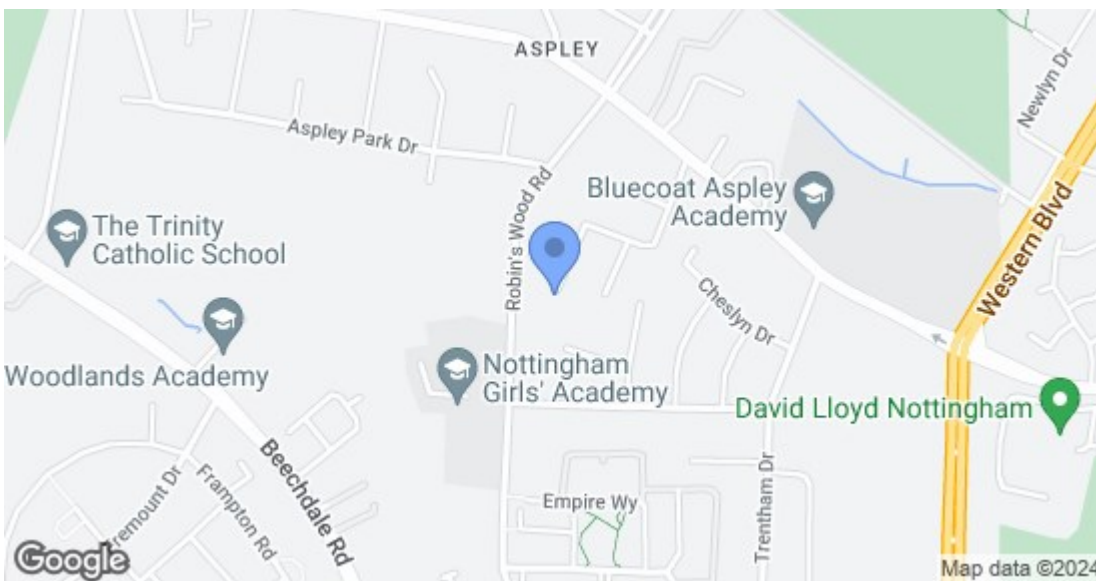 ASPLEY
Newlyn Dr
Aspley Park Dr
Bluecoat Aspley
Academy
The Trinity
Catholic School
Robin's Wood Rd
Western Blvd
Cheslyn Dr
Woodlands Academy
Nottingham
Girls' Academy
David Lloyd Nottingham
Beechdale Rd
Frampton Rd
remount Dr
Empire Wy
Trentham Dr
Google
Map data ©2024